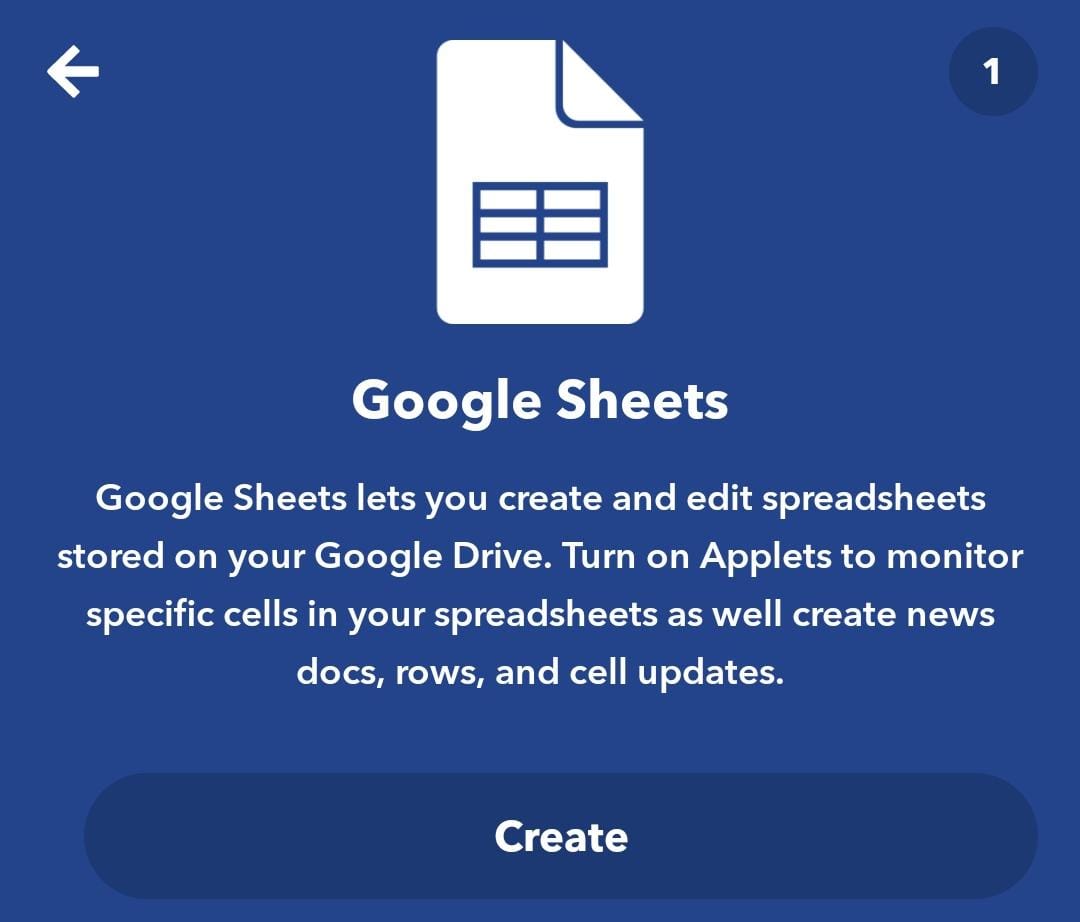 1
Google Sheets
Google Sheets lets you create and edit spreadsheets
stored on your Google Drive. Turn on Applets to monitor
specific cells in your spreadsheets as well create news
docs, rows, and cell updates.
Create